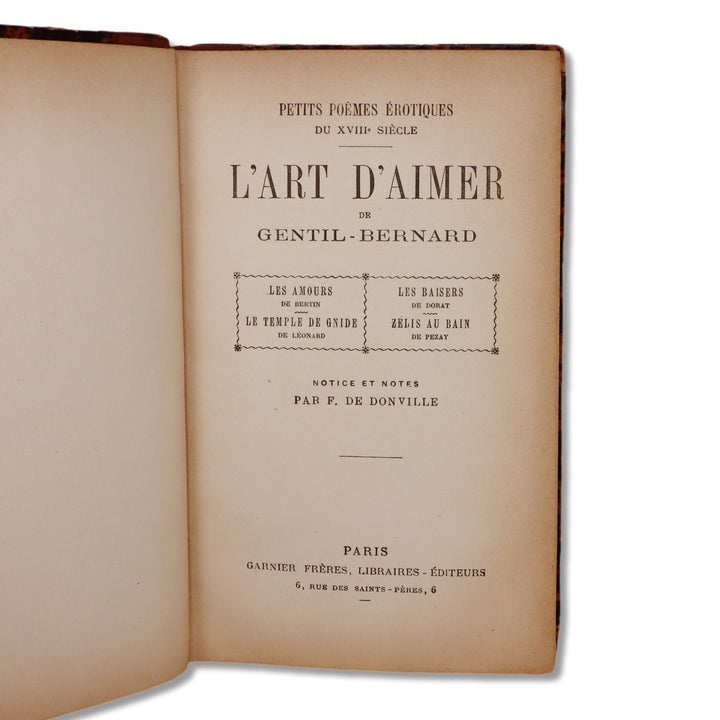 PETITS POÈMES ÉROTIQUES
DU XVIIIe SIÈCLE
L'ART D'AIMER
DE
GENTIL-BERNARD
LES AMOURS
DE BERTIN
LE TEMPLE DE GNIDE
DE LÉONARD
LES BAISERS
DE DORAT
ZÉLIS AU BAIN
DE PEZAY
NOTICE ET NOTES
PAR F. DE DONVILLE
PARIS
GARNIER FRÈRES, LIBRAIRES-ÉDITEURS
6, RUE DES SAINTS-PÈRES, 6